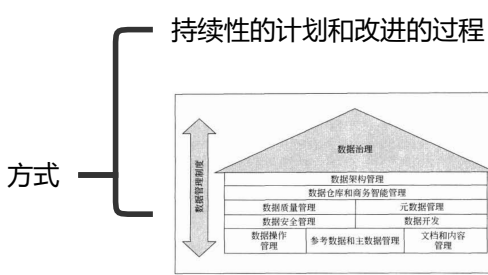 持续性的计划和改进的过程
方式
数据管理制度
数据治理
数据架构管理
数据仓库和商务智能管理
数据质量管理 元数据管理
数据安全管理 数据开发
数据操作管理 参考数据和主数据管理 文档和内容管理